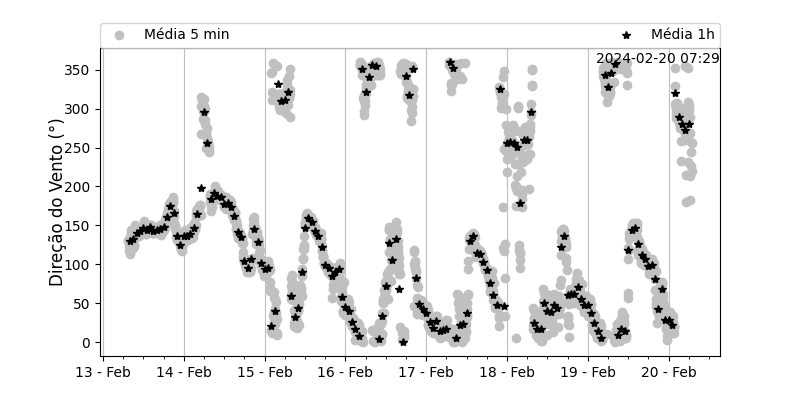 Média 5 min
Média 1h
2024-02-20 07:29
Direção do Vento (°)
350
300
250
200
150
100
50
0
13 - Feb
14 - Feb
15 - Feb
16 - Feb
17 - Feb
18 - Feb
19 - Feb
20 - Feb